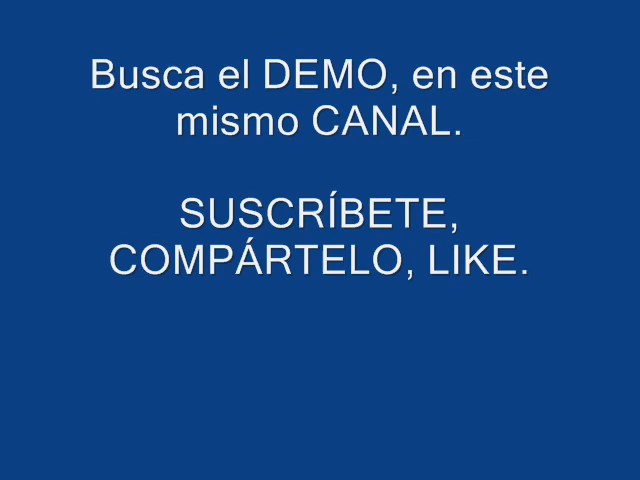 Busca el DEMO, en este
mismo CANAL.
SUSCRÍBETE,
COMPÁRTELO, LIKE.